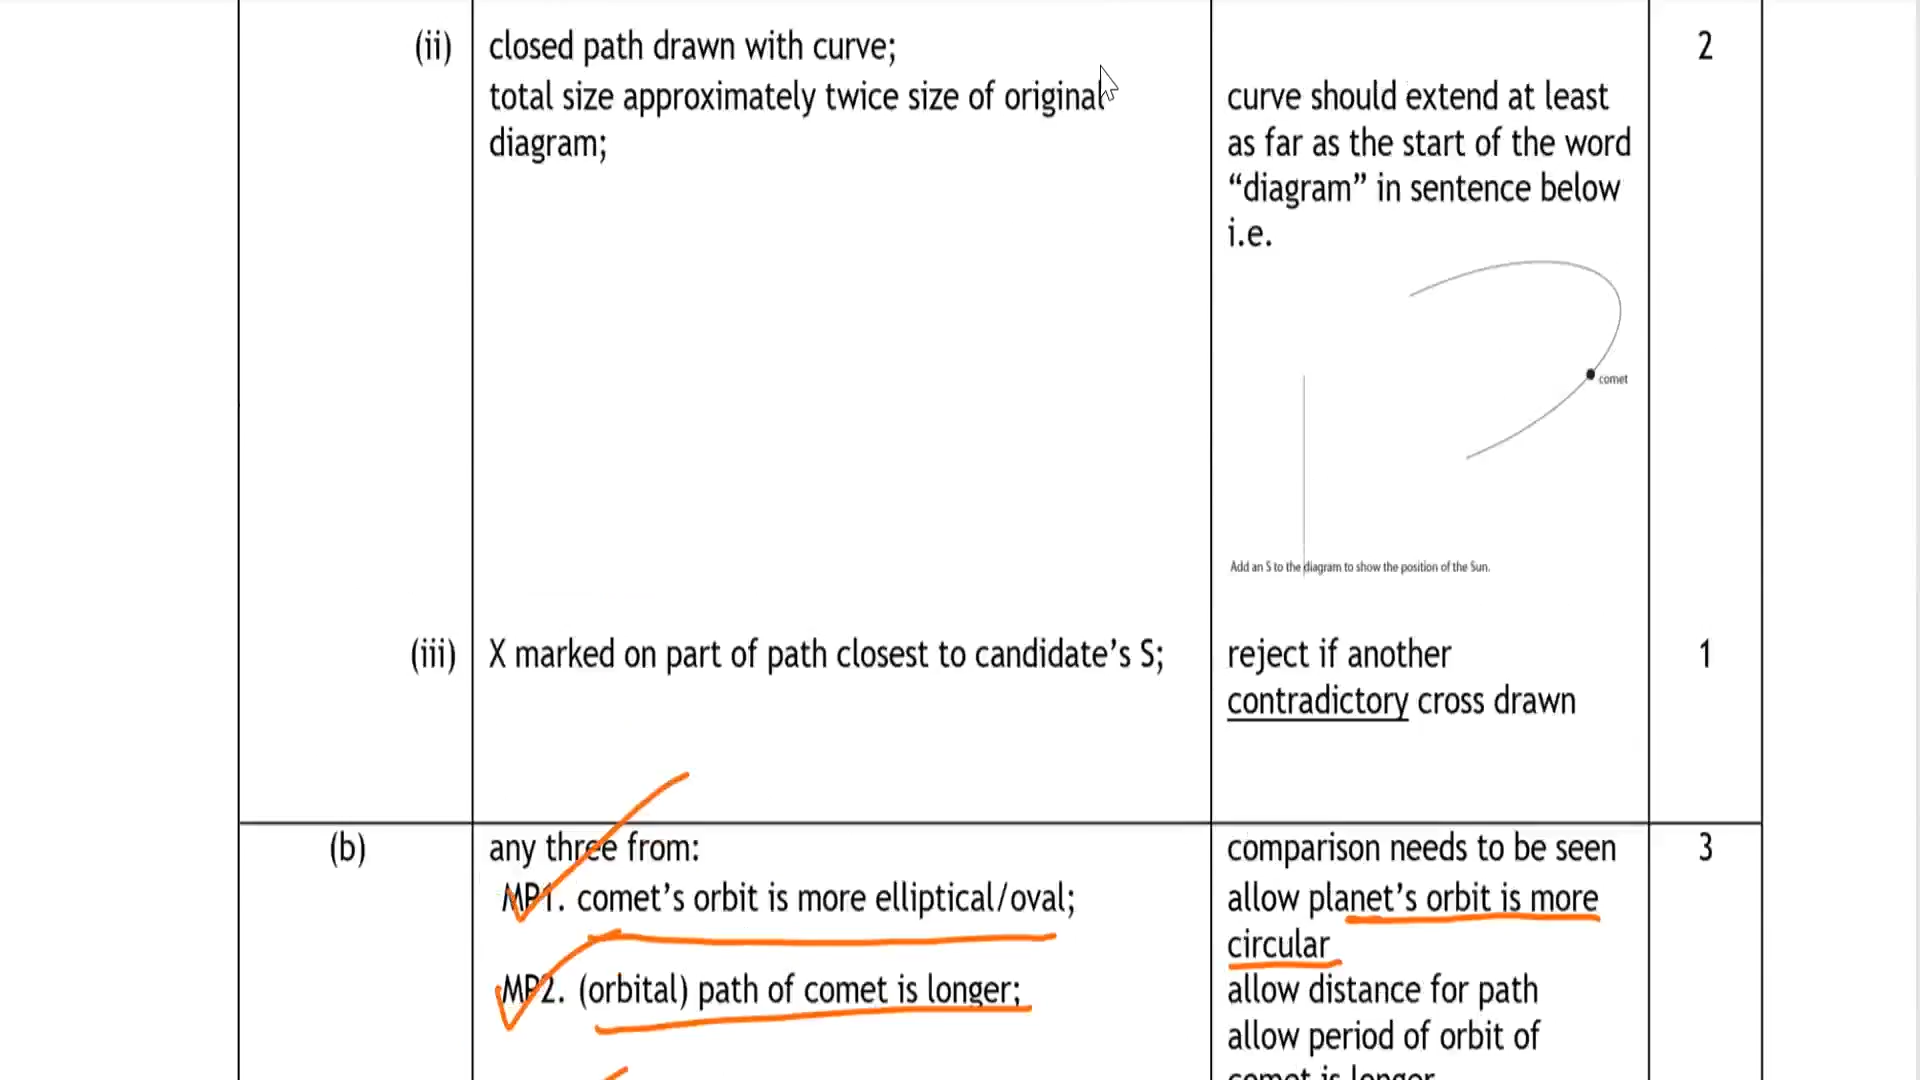 (ii) closed path drawn with curve; 2
total size approximately twice size of original
diagram;
curve should extend at least
as far as the start of the word
“diagram” in sentence below
i.e.
comet
Add an S to the diagram to show the position of the Sun.
(iii) X marked on part of path closest to candidate’s S; 1
reject if another
contradictory cross drawn
(b) any three from: 3
MP1. comet’s orbit is more elliptical/oval;
MP2. (orbital) path of comet is longer;
comparison needs to be seen
allow planet’s orbit is more
circular
allow distance for path
allow period of orbit of
comet is longer